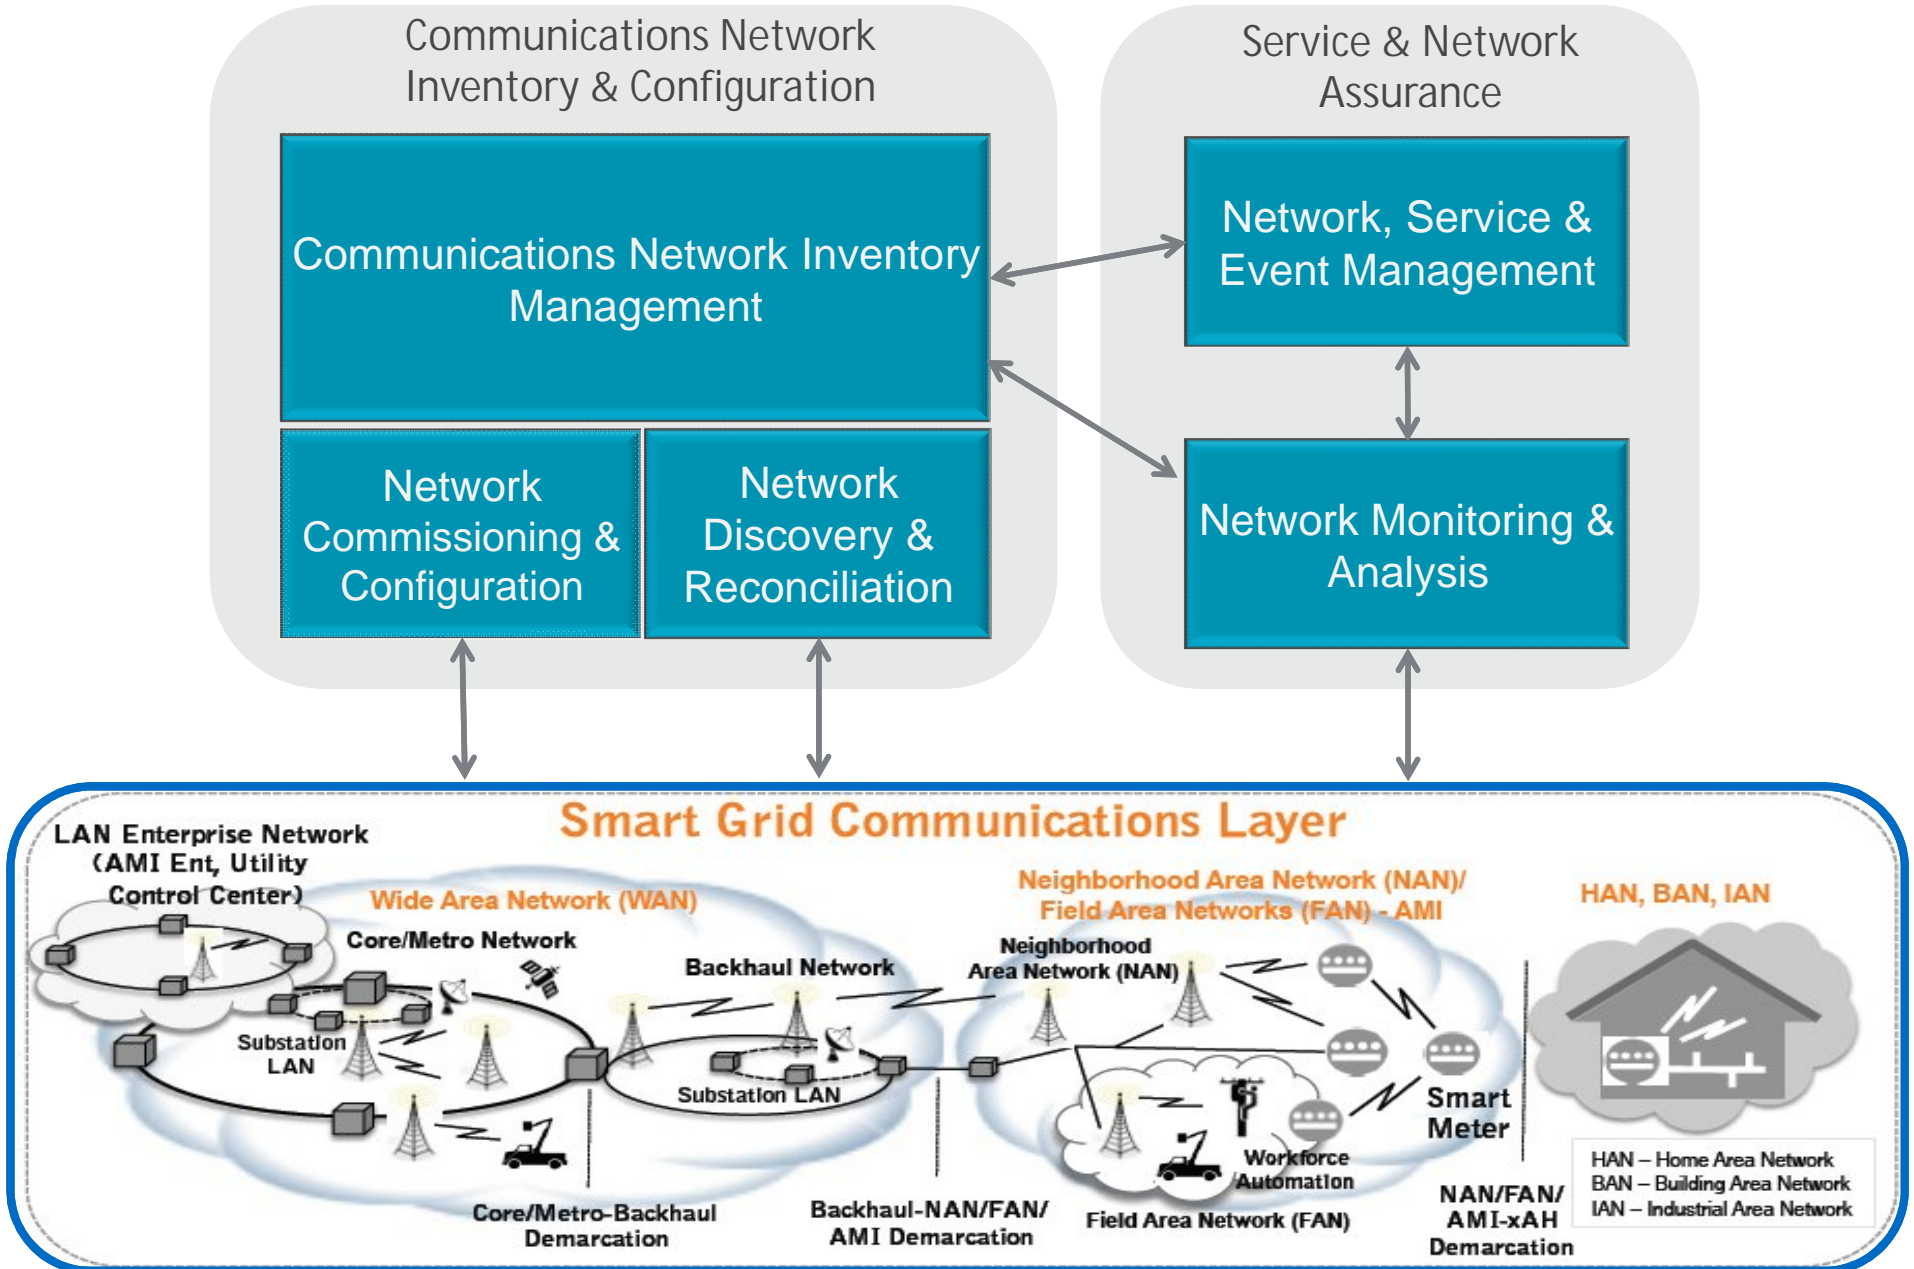 Communications Network
Inventory & Configuration
Service & Network
Assurance
Communications Network Inventory
Management
Network, Service &
Event Management
Network
Commissioning &
Configuration
Network
Discovery &
Reconciliation
Network Monitoring &
Analysis
Smart Grid Communications Layer
LAN Enterprise Network
(AMI Ent, Utility
Control Center)
Wide Area Network (WAN)
Core/Metro Network
Backhaul Network
Substation
LAN
Substation LAN
Neighborhood Area Network (NAN)/
Field Area Networks (FAN) - AMI
Neighborhood
Area Network (NAN)
Smart
Meter
Workforce
Automation
Field Area Network (FAN)
HAN, BAN, IAN
HAN – Home Area Network
BAN – Building Area Network
IAN – Industrial Area Network
Core/Metro-Backhaul
Demarcation
Backhaul-NAN/FAN/
AMI Demarcation
NAN/FAN/
AMI-xAH
Demarcation